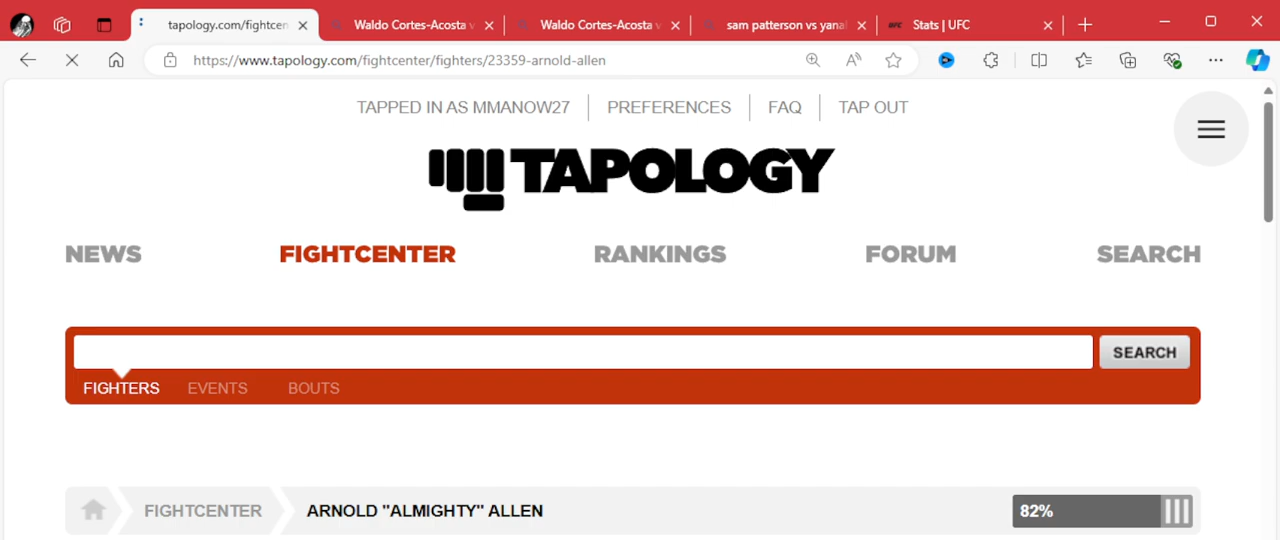 tapology.com/fightcen
Waldo Cortes-Acosta v
Waldo Cortes-Acosta v
sam patterson vs yanal
UFC
Stats | UFC
https://www.tapology.com/fightcenter/fighters/23359-arnold-allen
TAPPED IN AS MMANOW27 PREFERENCES FAQ TAP OUT
TAPOLOGY
NEWS FIGHTCENTER RANKINGS FORUM SEARCH
SEARCH
FIGHTERS EVENTS BOUTS
FIGHTCENTER ARNOLD "ALMIGHTY" ALLEN 82%